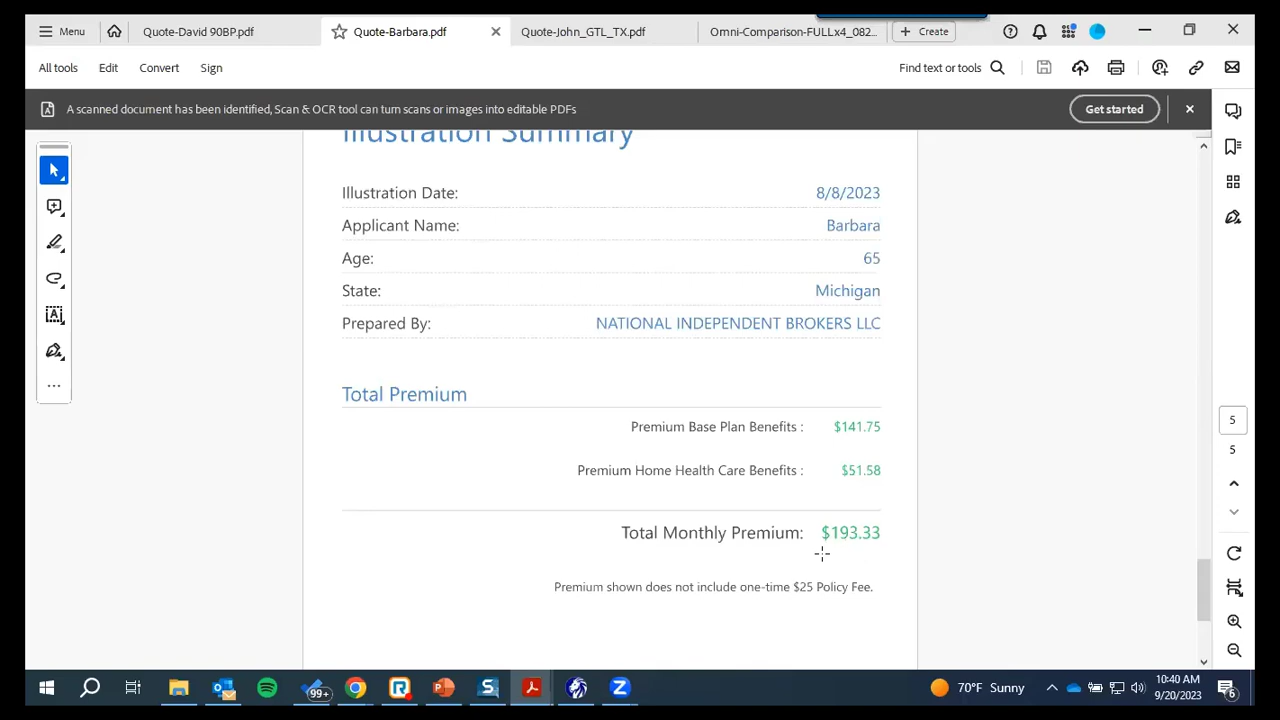 Menu
Quote-David 90BP.pdf
Quote-Barbara.pdf
Quote-John_GTL_TX.pdf
Omni-Comparison-FULLx4_082...
+ Create
All tools
Edit
Convert
Sign
Find text or tools
A scanned document has been identified, Scan & OCR tool can turn scans or images into editable PDFs
Get started
Illustration Summary
Illustration Date: 8/8/2023
Applicant Name: Barbara
Age: 65
State: Michigan
Prepared By: NATIONAL INDEPENDENT BROKERS LLC
Total Premium
Premium Base Plan Benefits : $141.75
Premium Home Health Care Benefits : $51.58
Total Monthly Premium: $193.33
Premium shown does not include one-time $25 Policy Fee.
5
5
99+
70°F Sunny
10:40 AM
9/20/2023
6